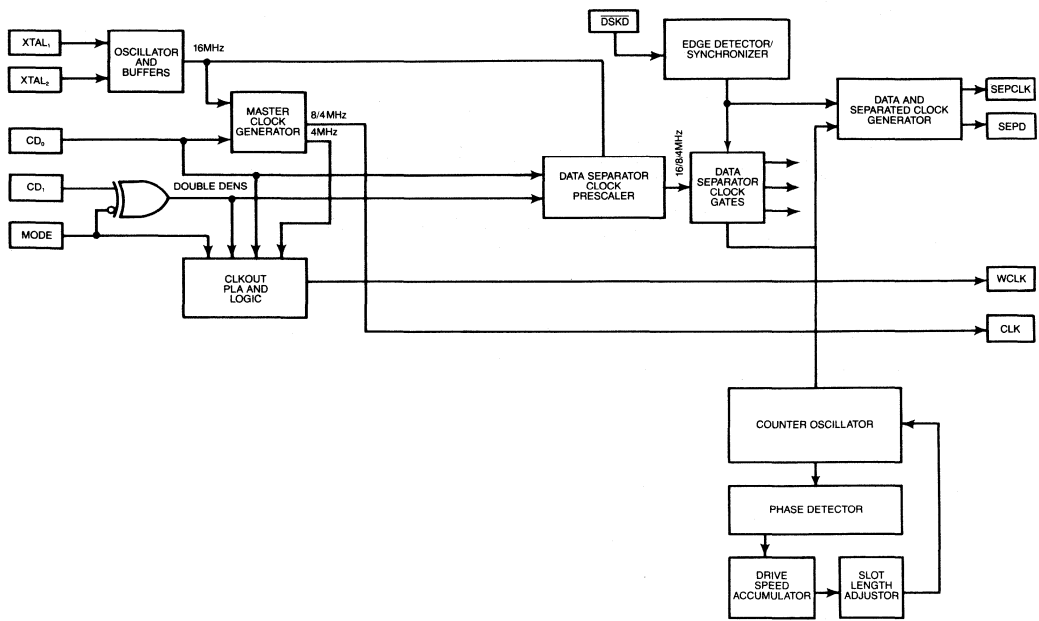 XTAL₁
XTAL₂
OSCILLATOR
AND
BUFFERS
16MHz
DSKD
EDGE DETECTOR/
SYNCHRONIZER
MASTER
CLOCK
GENERATOR
8/4MHz
4MHz
DATA AND
SEPARATED CLOCK
GENERATOR
SEPCLK
SEPD
CD₀
CD₁
MODE
DOUBLE DENS
DATA SEPARATOR
CLOCK
PRESCALER
16/8/4MHz
DATA
SEPARATOR
CLOCK
GATES
CLKOUT
PLA AND
LOGIC
WCLK
CLK
COUNTER OSCILLATOR
PHASE DETECTOR
DRIVE
SPEED
ACCUMULATOR
SLOT
LENGTH
ADJUSTOR